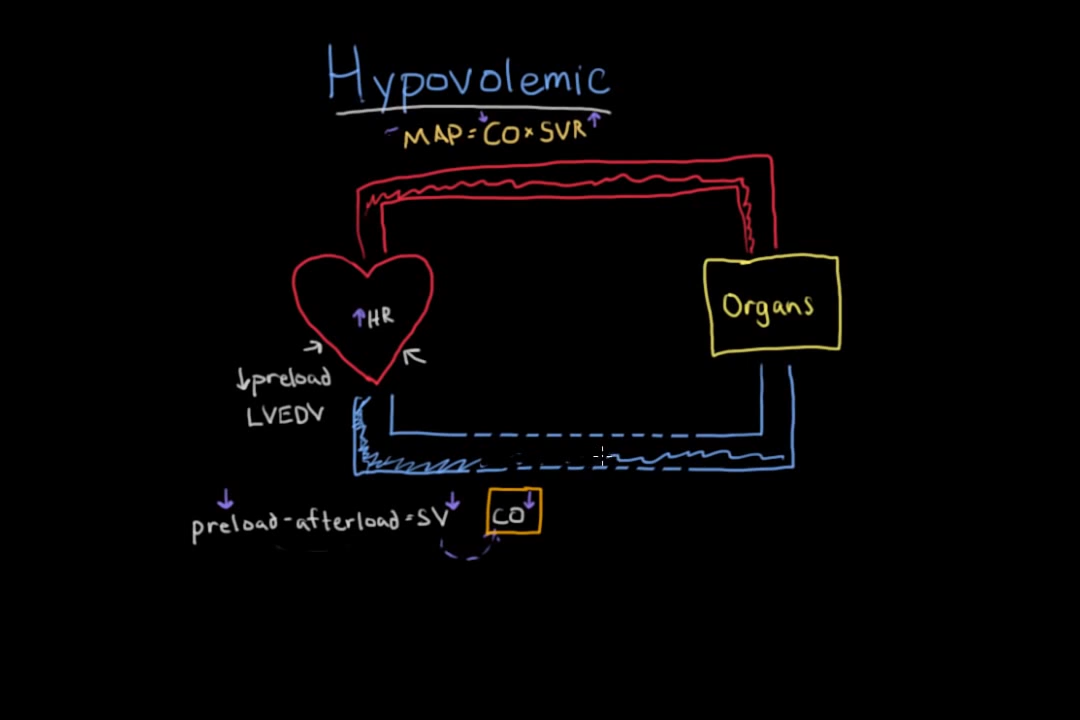 Hypovolemic
- MAP = ↓CO × SVR↑
Organs
↑HR
↓preload
LVEDV
↓preload - afterload = SV↓ CO↓